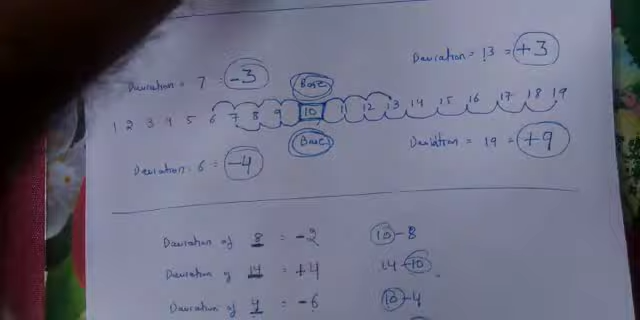 Deviation = 13 = +3
Deviation = 7 = -3
Base
1 2 3 4 5 6 7 8 9 10 11 12 13 14 15 16 17 18 19
Base
Deviation = 19 = +9
Deviation = 6 = -4
Deviation of 8 = -2 10-8
Deviation of 14 = +4 14-10
Deviation of 4 = -6 10-4